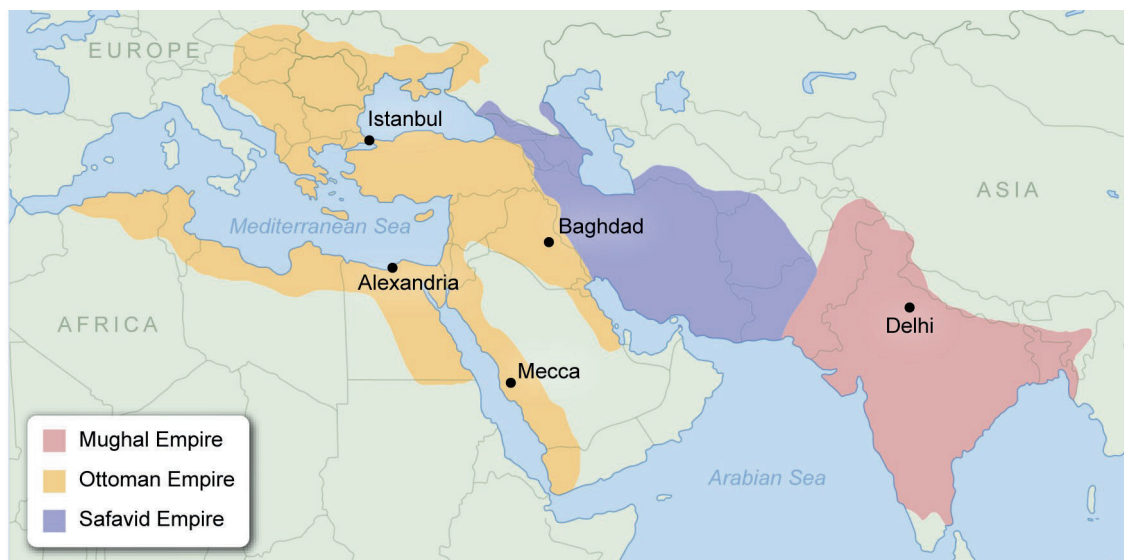 EUROPE
Istanbul
ASIA
Mediterranean Sea
Baghdad
Alexandria
AFRICA
Delhi
Mecca
Arabian Sea
Mughal Empire
Ottoman Empire
Safavid Empire